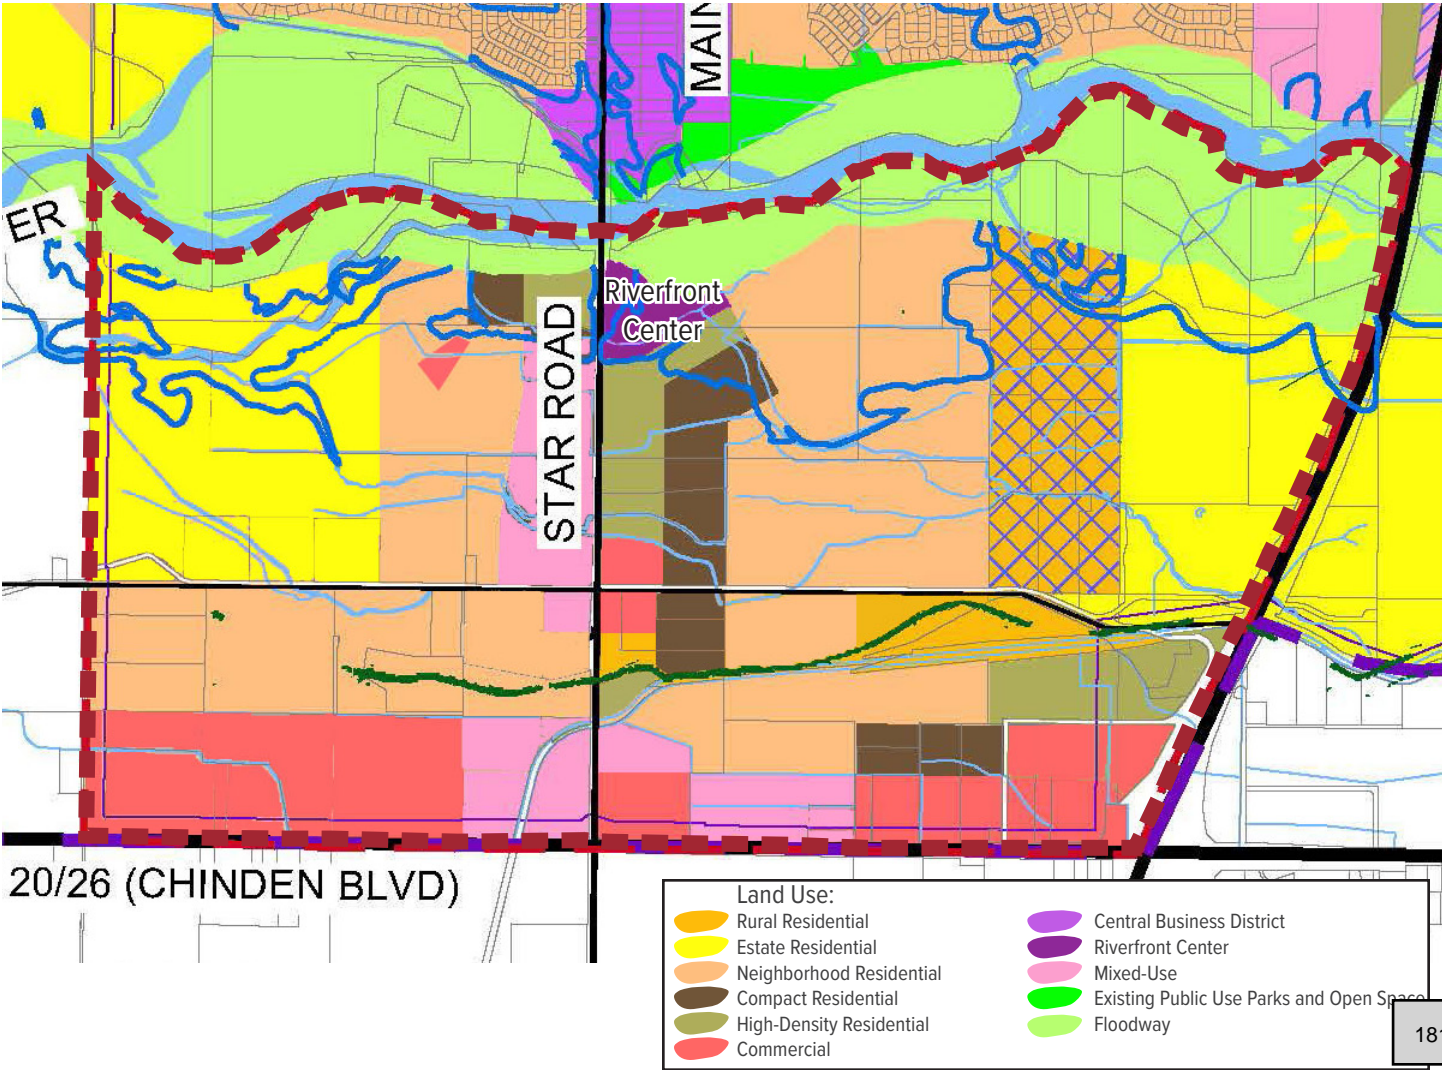 MAIN
ER
Riverfront
Center
STAR ROAD
20/26 (CHINDEN BLVD)
Land Use:
Rural Residential
Estate Residential
Neighborhood Residential
Compact Residential
High-Density Residential
Commercial
Central Business District
Riverfront Center
Mixed-Use
Existing Public Use Parks and Open Space
Floodway
181